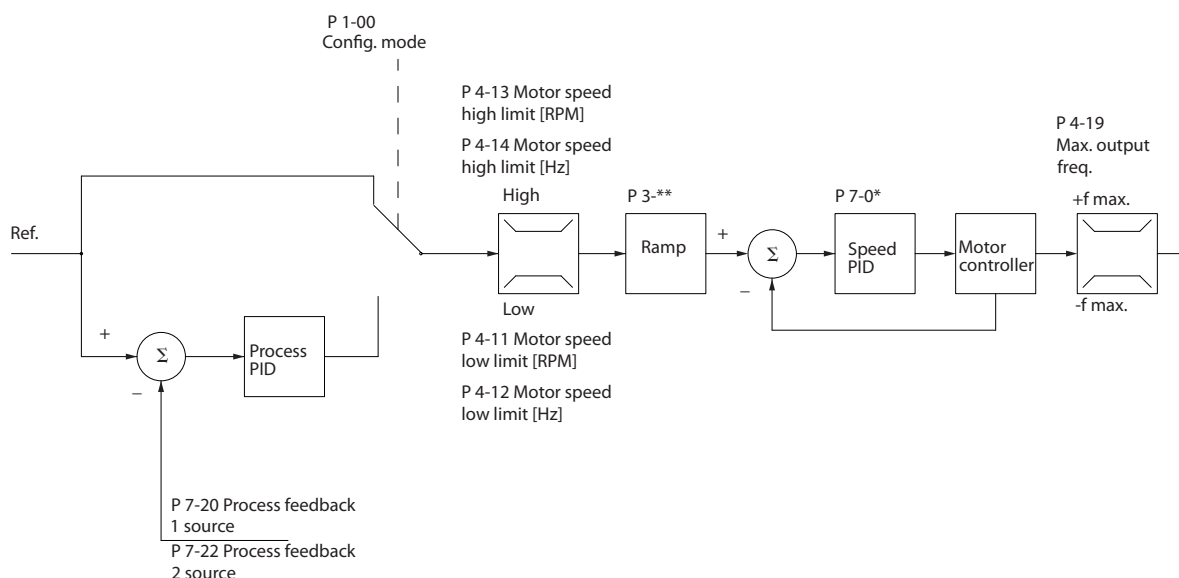 P 1-00
Config. mode
P 4-13 Motor speed
high limit [RPM]
P 4-14 Motor speed
high limit [Hz]
P 4-19
Max. output
freq.
High
P 3-**
P 7-0*
+f max.
Ref.
Ramp
+
Σ
_
Speed
PID
Motor
controller
Low
-f max.
P 4-11 Motor speed
low limit [RPM]
P 4-12 Motor speed
low limit [Hz]
+
Σ
_
Process
PID
P 7-20 Process feedback
1 source
P 7-22 Process feedback
2 source